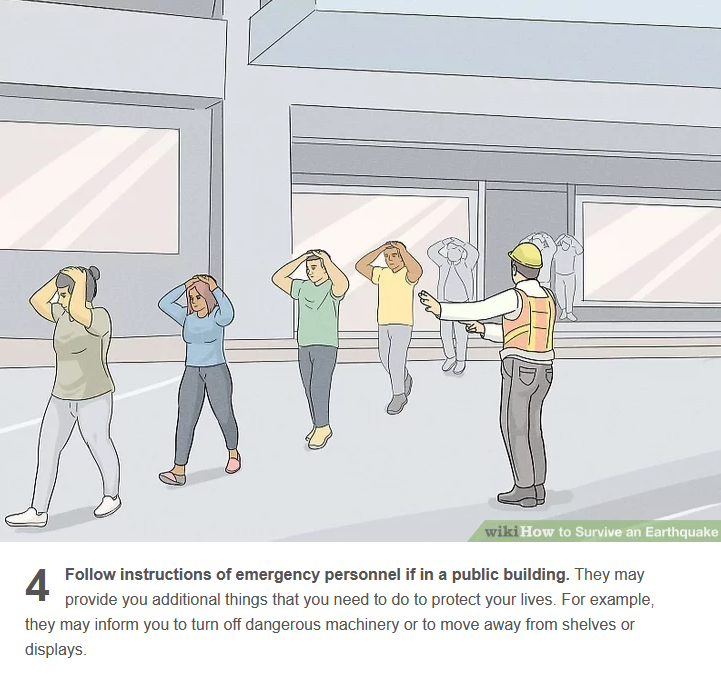 wikiHow to Survive an Earthquake
4 Follow instructions of emergency personnel if in a public building. They may
provide you additional things that you need to do to protect your lives. For example,
they may inform you to turn off dangerous machinery or to move away from shelves or
displays.